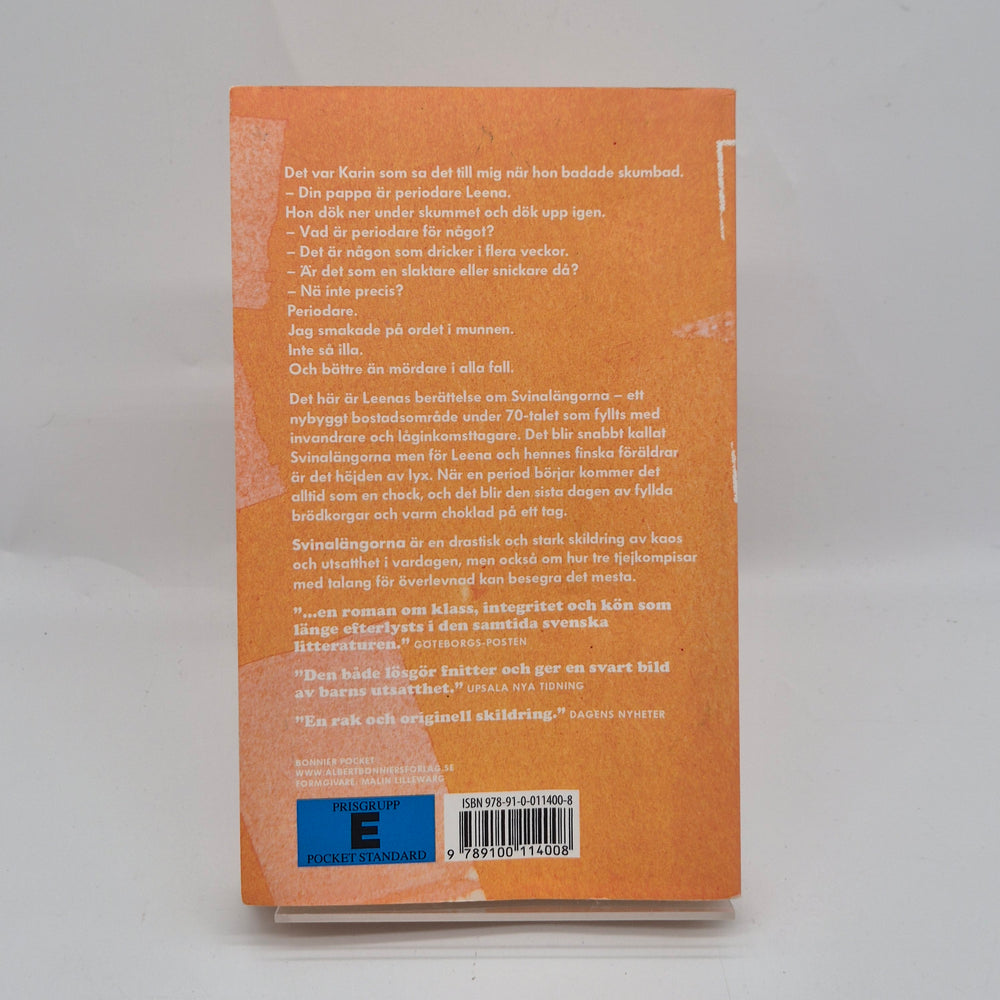 Det var Karin som sa det till mig när hon badade skumbad.
– Din pappa är periodare Leena.
Hon dök ner under skummet och dök upp igen.
– Vad är periodare för något?
– Det är någon som dricker i flera veckor.
– Är det som en slaktare eller snickare då?
– Nä inte precis?
Periodare.
Jag smakade på ordet i munnen.
Inte så illa.
Och bättre än mördare i alla fall.
Det här är Leenas berättelse om Svinalängorna – ett
nybyggt bostadsområde under 70-talet som fyllts med
invandrare och låginkomsttagare. Det blir snabbt kallat
Svinalängorna men för Leena och hennes finska föräldrar
är det höjden av lyx. När en period börjar kommer det
alltid som en chock, och det blir den sista dagen av fyllda
brödkorgar och varm choklad på ett tag.
Svinalängorna är en drastisk och stark skildring av kaos
och utsatthet i vardagen, men också om hur tre tjejkompisar
med talang för överlevnad kan besegra det mesta.
”...en roman om klass, integritet och kön som
länge efterlysts i den samtida svenska
litteraturen.” GÖTEBORGS-POSTEN
”Den både lösgör fnitter och ger en svart bild
av barns utsatthet.” UPSALA NYA TIDNING
”En rak och originell skildring.” DAGENS NYHETER
BONNIER POCKET
WWW.ALBERTBONNIERSFORLAG.SE
FORMGIVARE: MALIN LILLEWARG
PRISGRUPP
E
POCKET STANDARD
ISBN 978-91-0-011400-8
9 789100 114008